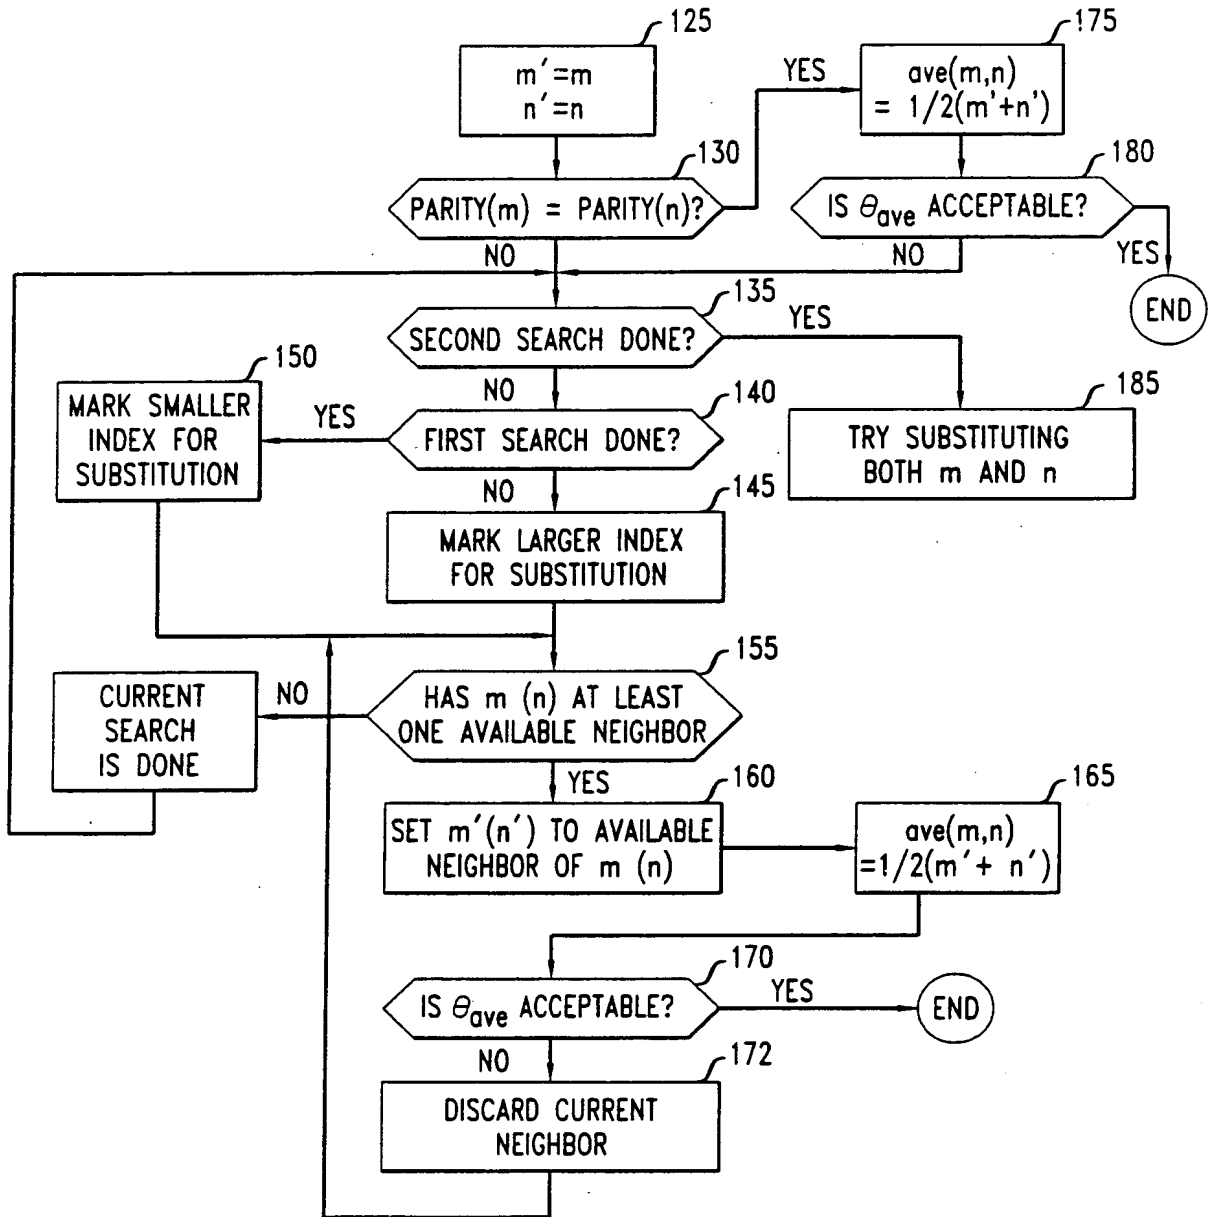 125
m'=m
n'=n
175
ave(m,n)
= 1/2(m'+n')
YES
130
PARITY(m) = PARITY(n)?
180
IS θave ACCEPTABLE?
NO
NO
YES
END
135
SECOND SEARCH DONE?
YES
150
MARK SMALLER
INDEX FOR
SUBSTITUTION
NO
140
YES
FIRST SEARCH DONE?
185
TRY SUBSTITUTING
BOTH m AND n
NO
145
MARK LARGER INDEX
FOR SUBSTITUTION
155
HAS m (n) AT LEAST
ONE AVAILABLE NEIGHBOR
NO
CURRENT
SEARCH
IS DONE
YES
160
SET m'(n') TO AVAILABLE
NEIGHBOR OF m (n)
165
ave(m,n)
=1/2(m'+ n')
170
IS θave ACCEPTABLE?
YES
END
NO
172
DISCARD CURRENT
NEIGHBOR